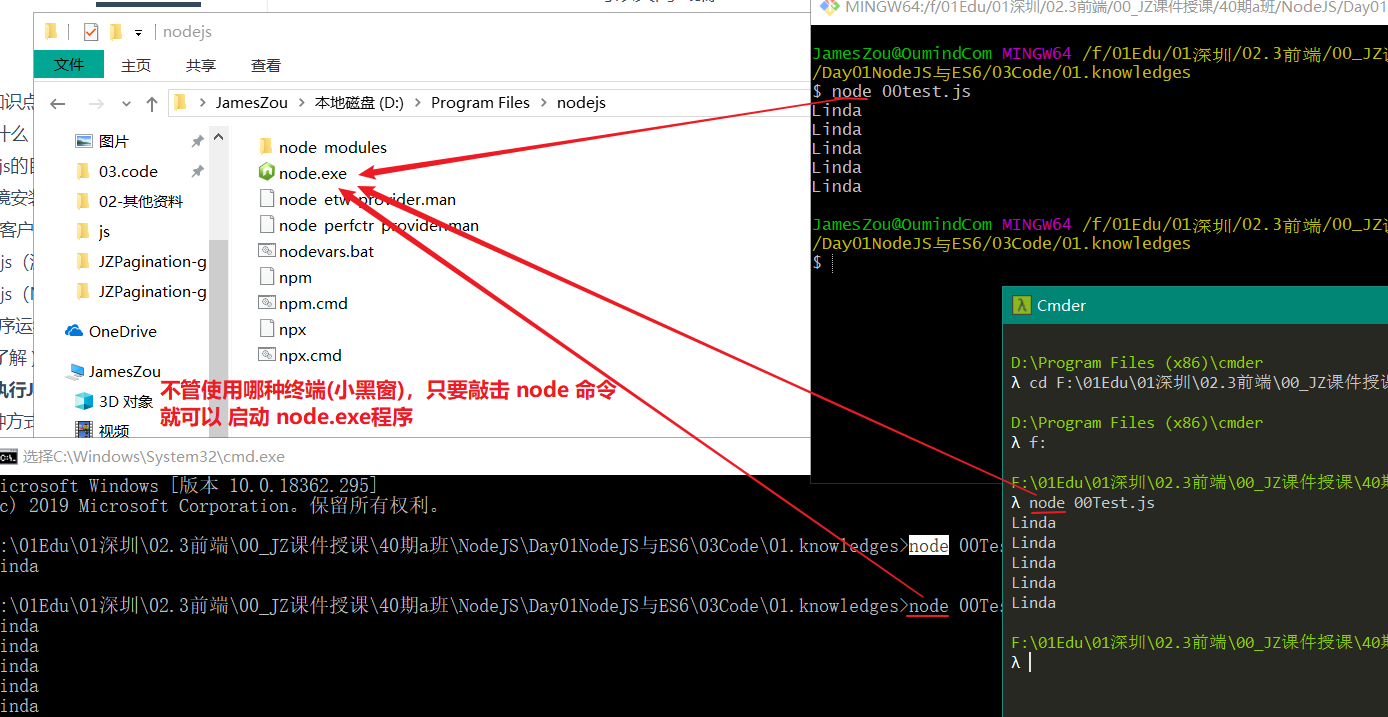 nodejs
文件 主页 共享 查看
JamesZou 本地磁盘 (D:) Program Files nodejs
图片
03.code
02-其他资料
js
JZPagination-g
JZPagination-g
OneDrive
JamesZou
3D 对象
视频
node_modules
node.exe
node_etw_provider.man
node_perfctr_provider.man
nodevars.bat
npm
npm.cmd
npx
npx.cmd
不管使用哪种终端(小黑窗)，只要敲击 node 命令
就可以 启动 node.exe程序
MINGW64:/f/01Edu/01深圳/02.3前端/00_JZ课件授课/40期a班/NodeJS/Day01
JamesZou@OumindCom MINGW64 /f/01Edu/01深圳/02.3前端/00_JZ
/Day01NodeJS与ES6/03Code/01.knowledges
$ node 00test.js
Linda
Linda
Linda
Linda
Linda
JamesZou@OumindCom MINGW64 /f/01Edu/01深圳/02.3前端/00_JZ
/Day01NodeJS与ES6/03Code/01.knowledges
$
选择C:\Windows\System32\cmd.exe
icrosoft Windows [版本 10.0.18362.295]
c) 2019 Microsoft Corporation。保留所有权利。
:\01Edu\01深圳\02.3前端\00_JZ课件授课\40期a班\NodeJS\Day01NodeJS与ES6\03Code\01.knowledges>node 00Tes
inda
:\01Edu\01深圳\02.3前端\00_JZ课件授课\40期a班\NodeJS\Day01NodeJS与ES6\03Code\01.knowledges>node 00Tes
inda
inda
inda
inda
inda
Cmder
D:\Program Files (x86)\cmder
λ cd F:\01Edu\01深圳\02.3前端\00_JZ课件授课
D:\Program Files (x86)\cmder
λ f:
F:\01Edu\01深圳\02.3前端\00_JZ课件授课\40期
λ node 00Test.js
Linda
Linda
Linda
Linda
Linda
F:\01Edu\01深圳\02.3前端\00_JZ课件授课\40期
λ